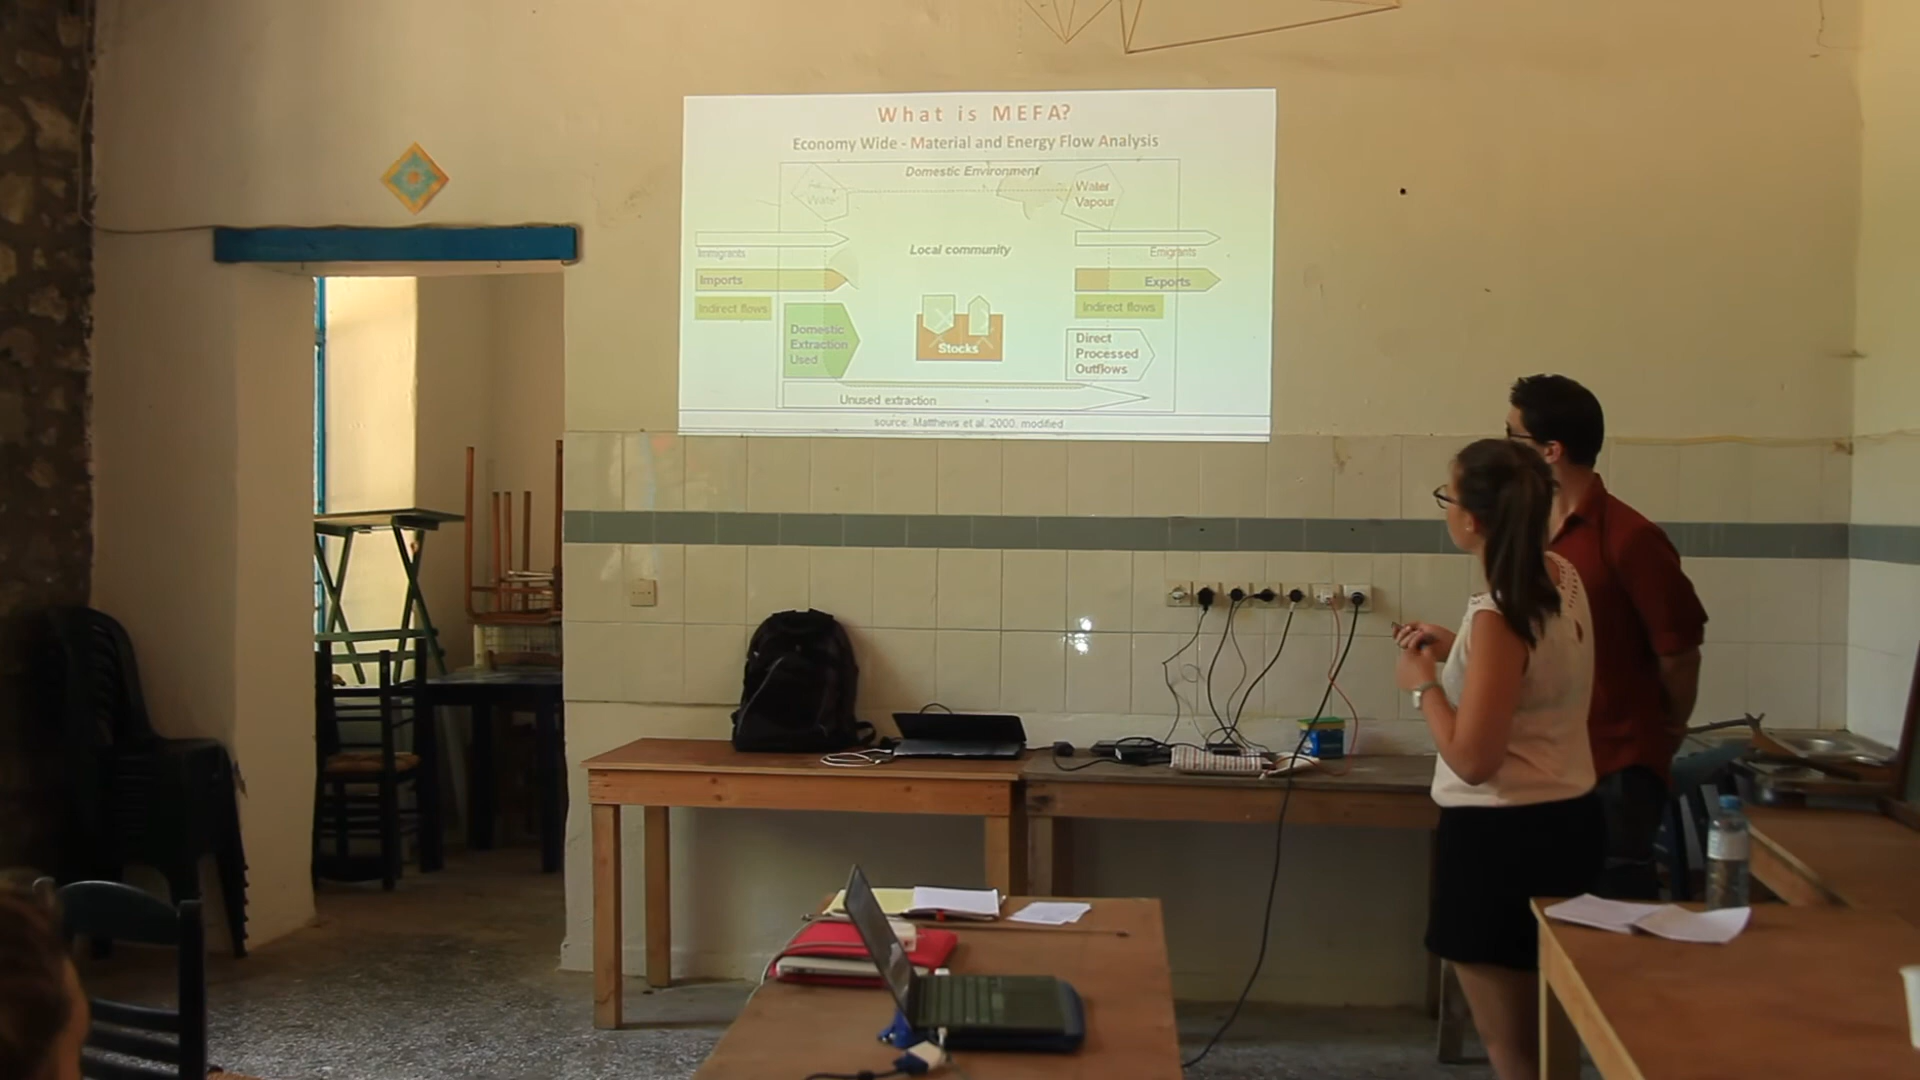 What is MEFA?
Economy Wide - Material and Energy Flow Analysis
Domestic Environment
Air
Water
Water
Vapour
Immigrants
Local community
Emigrants
Imports
Exports
Indirect flows
Indirect flows
Domestic
Extraction
Used
Stocks
Direct
Processed
Outflows
Unused extraction
source: Matthews et al. 2000, modified